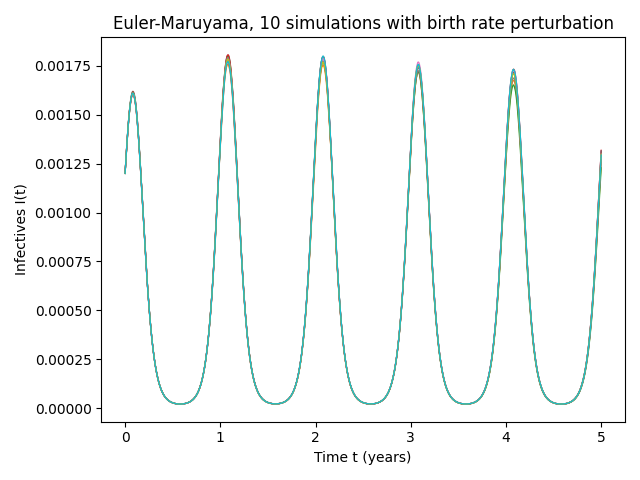 Euler-Maruyama, 10 simulations with birth rate perturbation
Infectives I(t)
0.00175
0.00150
0.00125
0.00100
0.00075
0.00050
0.00025
0.00000
0 1 2 3 4 5
Time t (years)